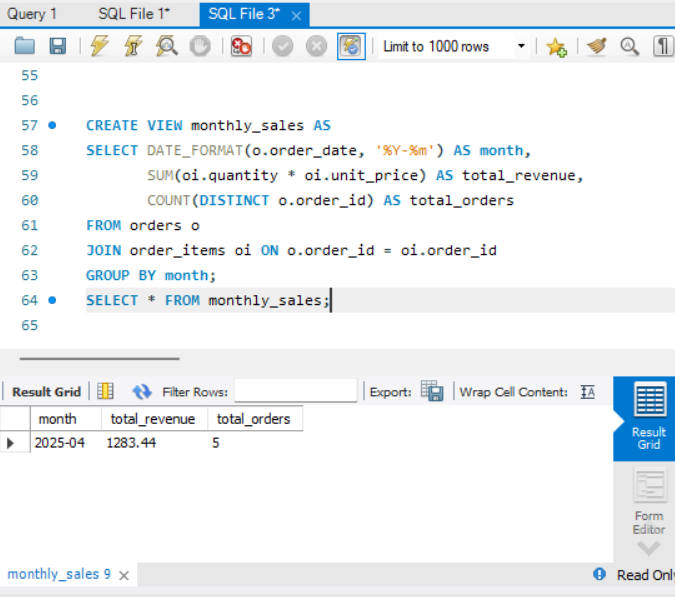 Query 1 SQL File 1* SQL File 3* ×
Limit to 1000 rows
55
56
57 CREATE VIEW monthly_sales AS
58 SELECT DATE_FORMAT(o.order_date, '%Y-%m') AS month,
59 SUM(oi.quantity * oi.unit_price) AS total_revenue,
60 COUNT(DISTINCT o.order_id) AS total_orders
61 FROM orders o
62 JOIN order_items oi ON o.order_id = oi.order_id
63 GROUP BY month;
64 SELECT * FROM monthly_sales;
65
Result Grid Filter Rows: Export: Wrap Cell Content: IA
month total_revenue total_orders
2025-04 1283.44 5
Result
Grid
Form
Editor
monthly_sales 9 × Read Only